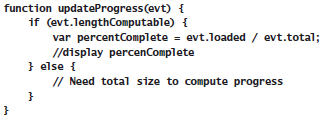 function updateProgress(evt) {
    if (evt.lengthComputable) {
        var percentComplete = evt.loaded / evt.total;
        //display percenComplete
    } else {
        // Need total size to compute progress
    }
}